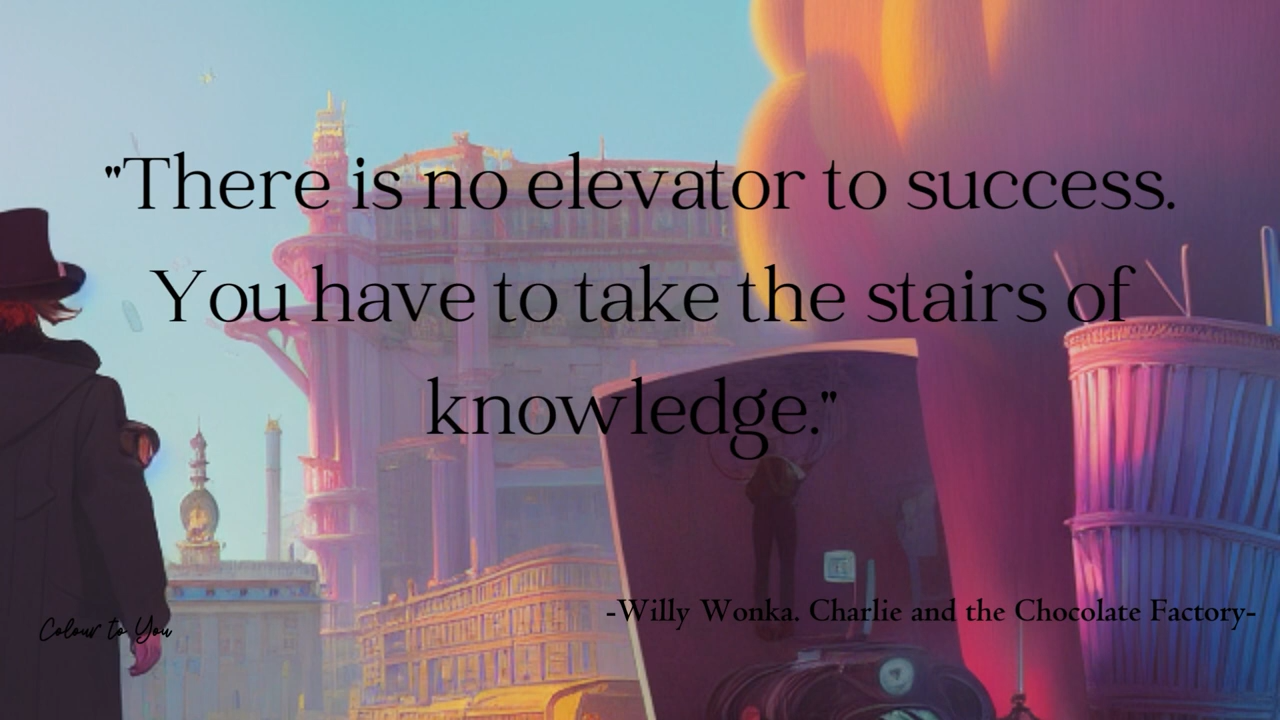 "There is no elevator to success.
You have to take the stairs of
knowledge."
-Willy Wonka. Charlie and the Chocolate Factory-
Colour to You